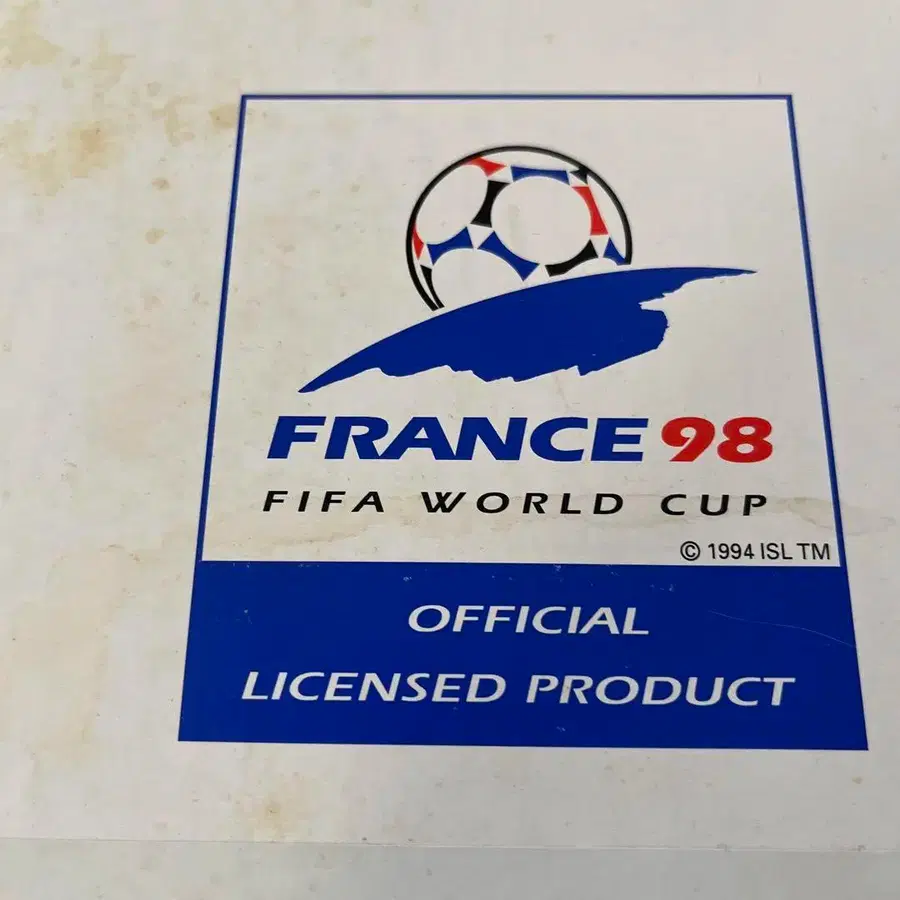 FRANCE 98
FIFA WORLD CUP
© 1994 ISL TM
OFFICIAL
LICENSED PRODUCT